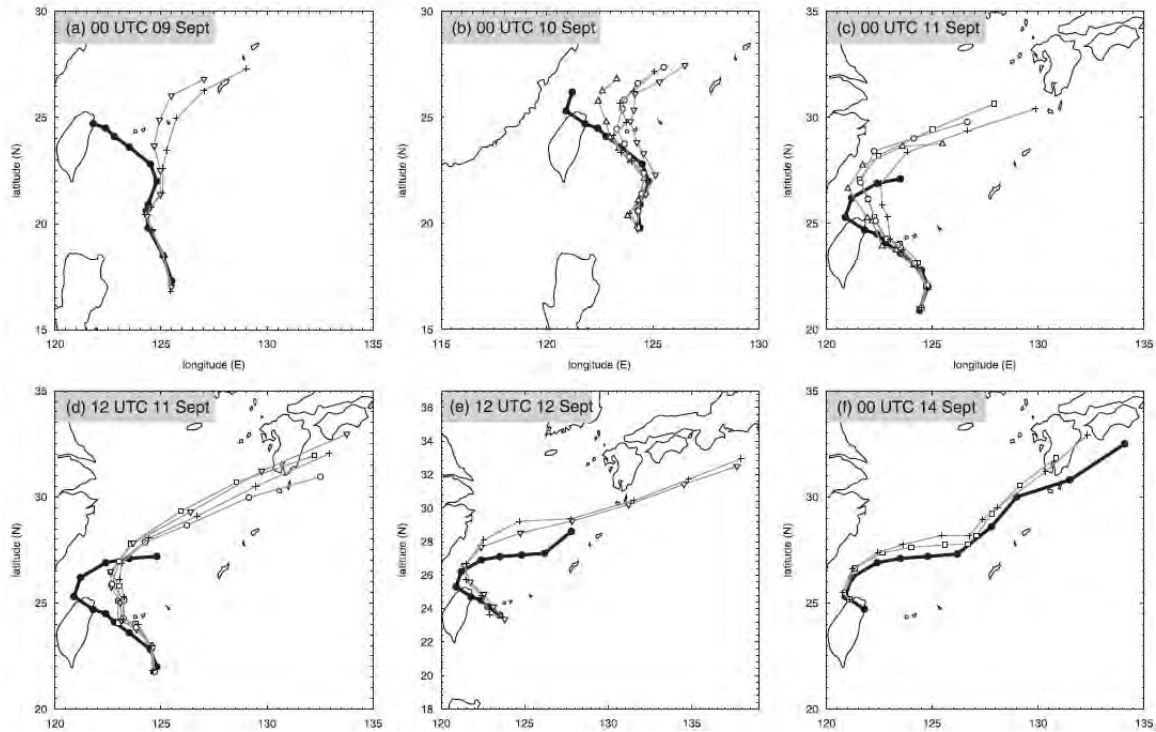 (a) 00 UTC 09 Sept
(b) 00 UTC 10 Sept
(c) 00 UTC 11 Sept
30
25
20
15
latitude (N)
120 125 130 135
longitude (E)
30
25
20
15
latitude (N)
115 120 125 130
longitude (E)
35
30
25
20
latitude (N)
120 125 130 135
longitude (E)
(d) 12 UTC 11 Sept
(e) 12 UTC 12 Sept
(f) 00 UTC 14 Sept
35
30
25
20
latitude (N)
120 125 130 135
36
34
32
30
28
26
24
22
20
18
latitude (N)
120 125 130 135
35
30
25
20
latitude (N)
120 125 130 135